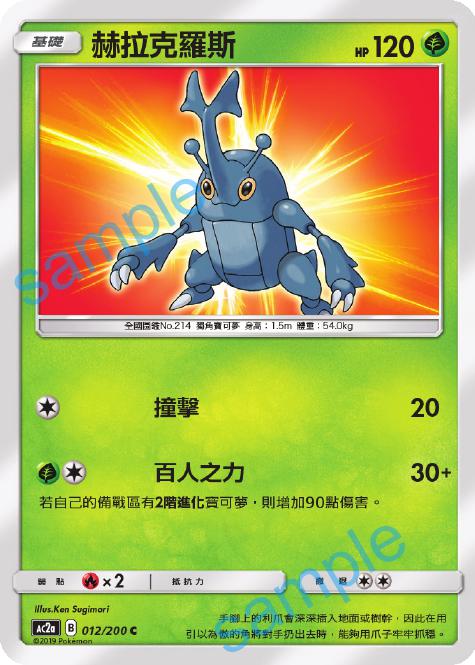 基礎 赫拉克羅斯 HP 120
sample
全國圖鑑No.214 獨角寶可夢 身高：1.5m 體重：54.0kg
撞擊 20
百人之力 30+
若自己的備戰區有2階進化寶可夢，則增加90點傷害。
弱點 ×2 抵抗力 撤退
sample
Illus.Ken Sugimori
AC2a B 012/200 C
©2019 Pokémon
手腳上的利爪會深深插入地面或樹幹，因此在用
引以為傲的角將對手扔出去時，能夠用爪子牢牢抓穩。